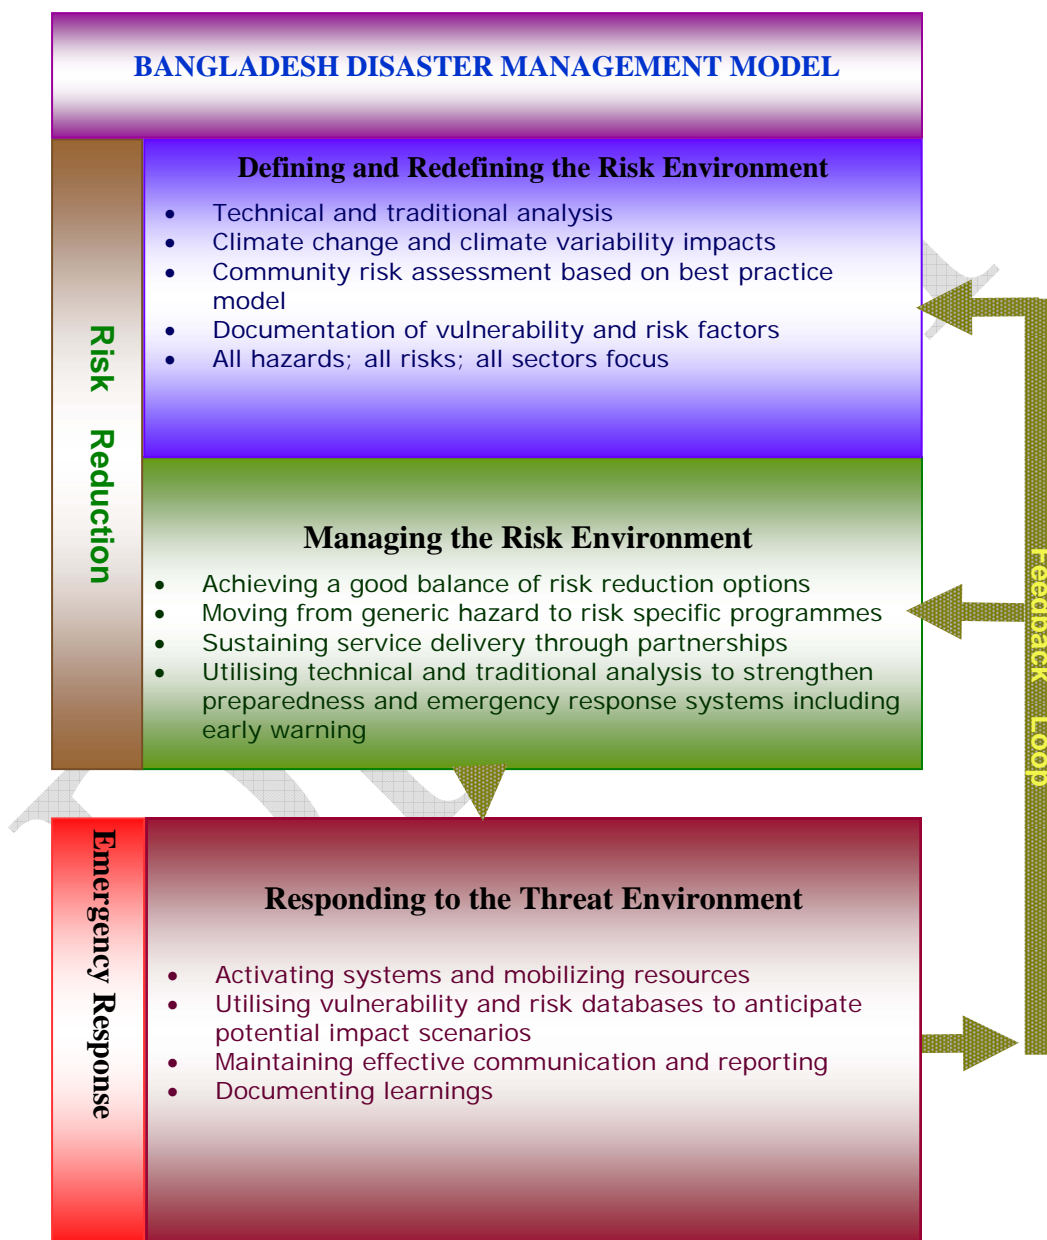 BANGLADESH DISASTER MANAGEMENT MODEL
Risk Reduction
Defining and Redefining the Risk Environment
• Technical and traditional analysis
• Climate change and climate variability impacts
• Community risk assessment based on best practice
model
• Documentation of vulnerability and risk factors
• All hazards; all risks; all sectors focus
Managing the Risk Environment
• Achieving a good balance of risk reduction options
• Moving from generic hazard to risk specific programmes
• Sustaining service delivery through partnerships
• Utilising technical and traditional analysis to strengthen
preparedness and emergency response systems including
early warning
Feedback Loop
Emergency Response
Responding to the Threat Environment
• Activating systems and mobilizing resources
• Utilising vulnerability and risk databases to anticipate
potential impact scenarios
• Maintaining effective communication and reporting
• Documenting learnings